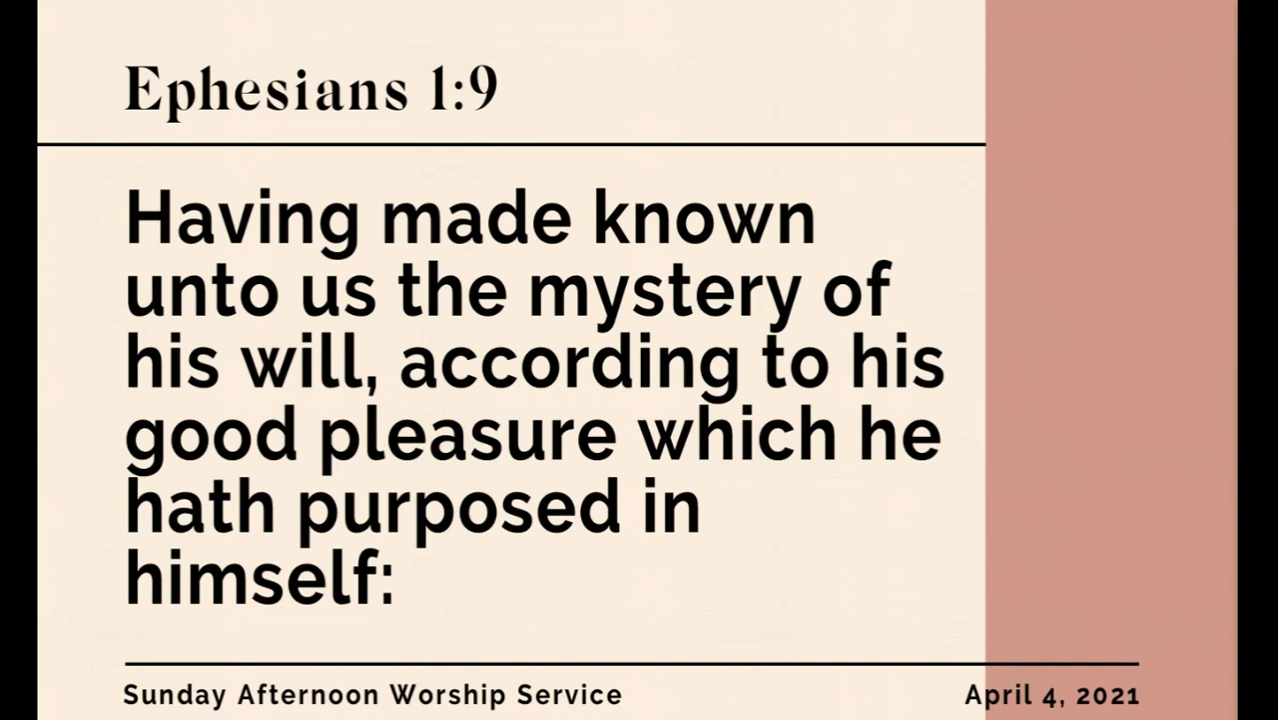 Ephesians 1:9
Having made known
unto us the mystery of
his will, according to his
good pleasure which he
hath purposed in
himself:
Sunday Afternoon Worship Service
April 4, 2021